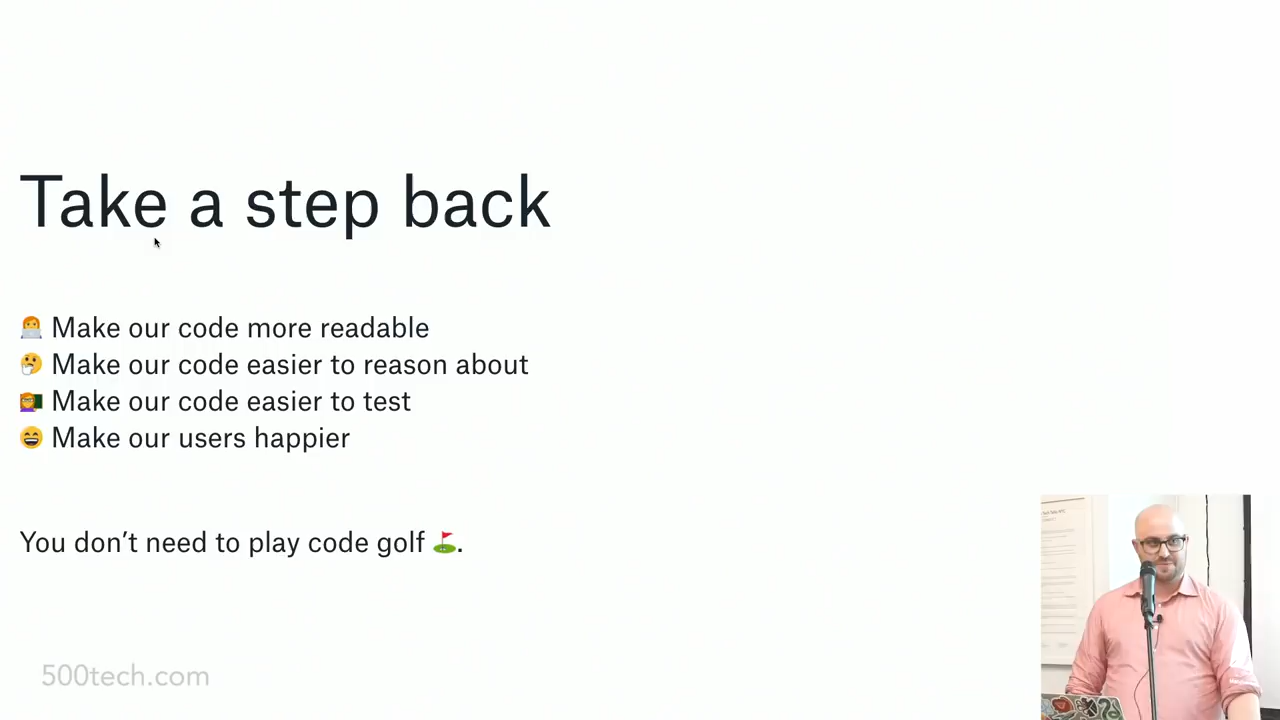 Take a step back
👩‍💻 Make our code more readable
🤔 Make our code easier to reason about
👩‍🏫 Make our code easier to test
😄 Make our users happier
You don’t need to play code golf ⛳.
500tech.com